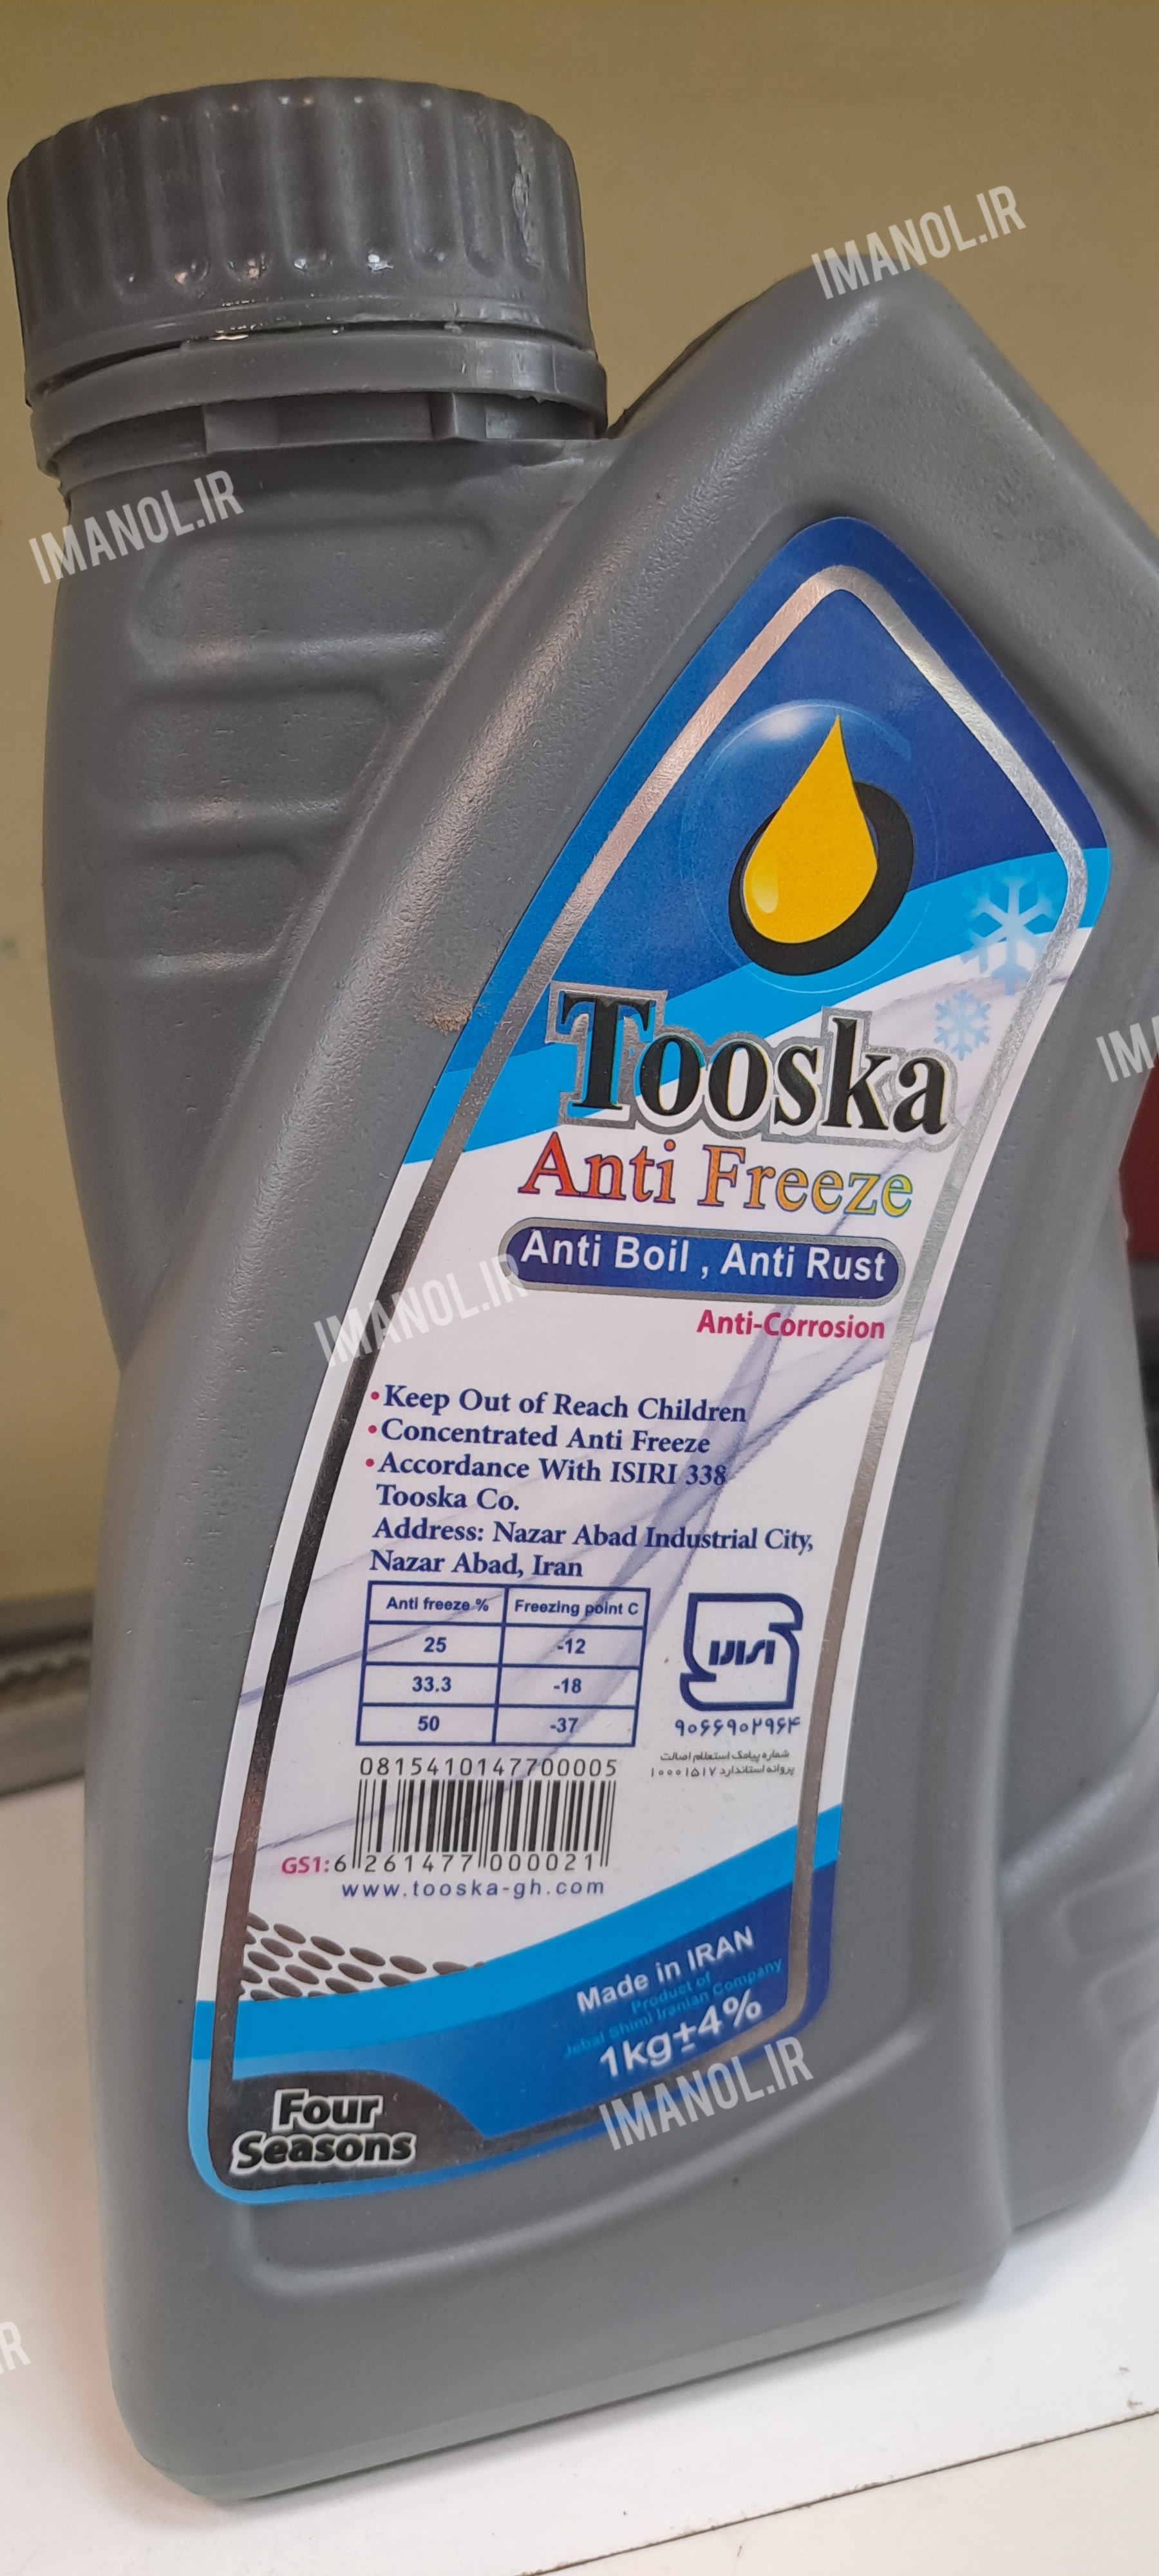 IMANOL.IR
IMANOL.IR
Tooska
Anti Freeze
Anti Boil , Anti Rust
Anti-Corrosion
IMANOL.IR
•Keep Out of Reach Children
•Concentrated Anti Freeze
•Accordance With ISIRI 338
Tooska Co.
Address: Nazar Abad Industrial City,
Nazar Abad, Iran
Anti freeze % Freezing point C
25 -12
33.3 -18
50 -37
۹۰۶۶۹۰۲۹۶۴
شماره پیامک استعلام اصالت
پروانه استاندارد ۱۰۰۰۱۵۱۷
0815410147700005
GS1: 6 261477 000021
www.tooska-gh.com
Made in IRAN
Product of
Jebal Shimi Iranian Company
1kg±4%
IMANOL.IR
Four
Seasons